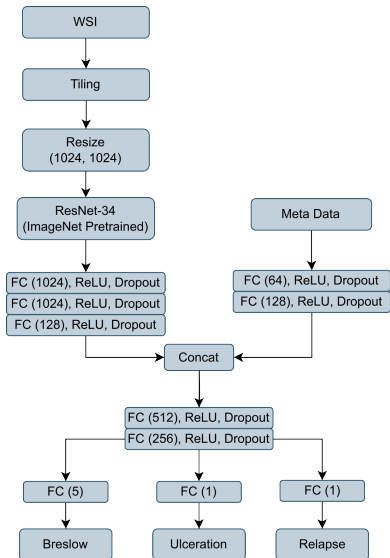 WSI
Tiling
Resize
(1024, 1024)
ResNet-34
(ImageNet Pretrained)
Meta Data
FC (1024), ReLU, Dropout
FC (1024), ReLU, Dropout
FC (128), ReLU, Dropout
FC (64), ReLU, Dropout
FC (128), ReLU, Dropout
Concat
FC (512), ReLU, Dropout
FC (256), ReLU, Dropout
FC (5)
FC (1)
FC (1)
Breslow
Ulceration
Relapse